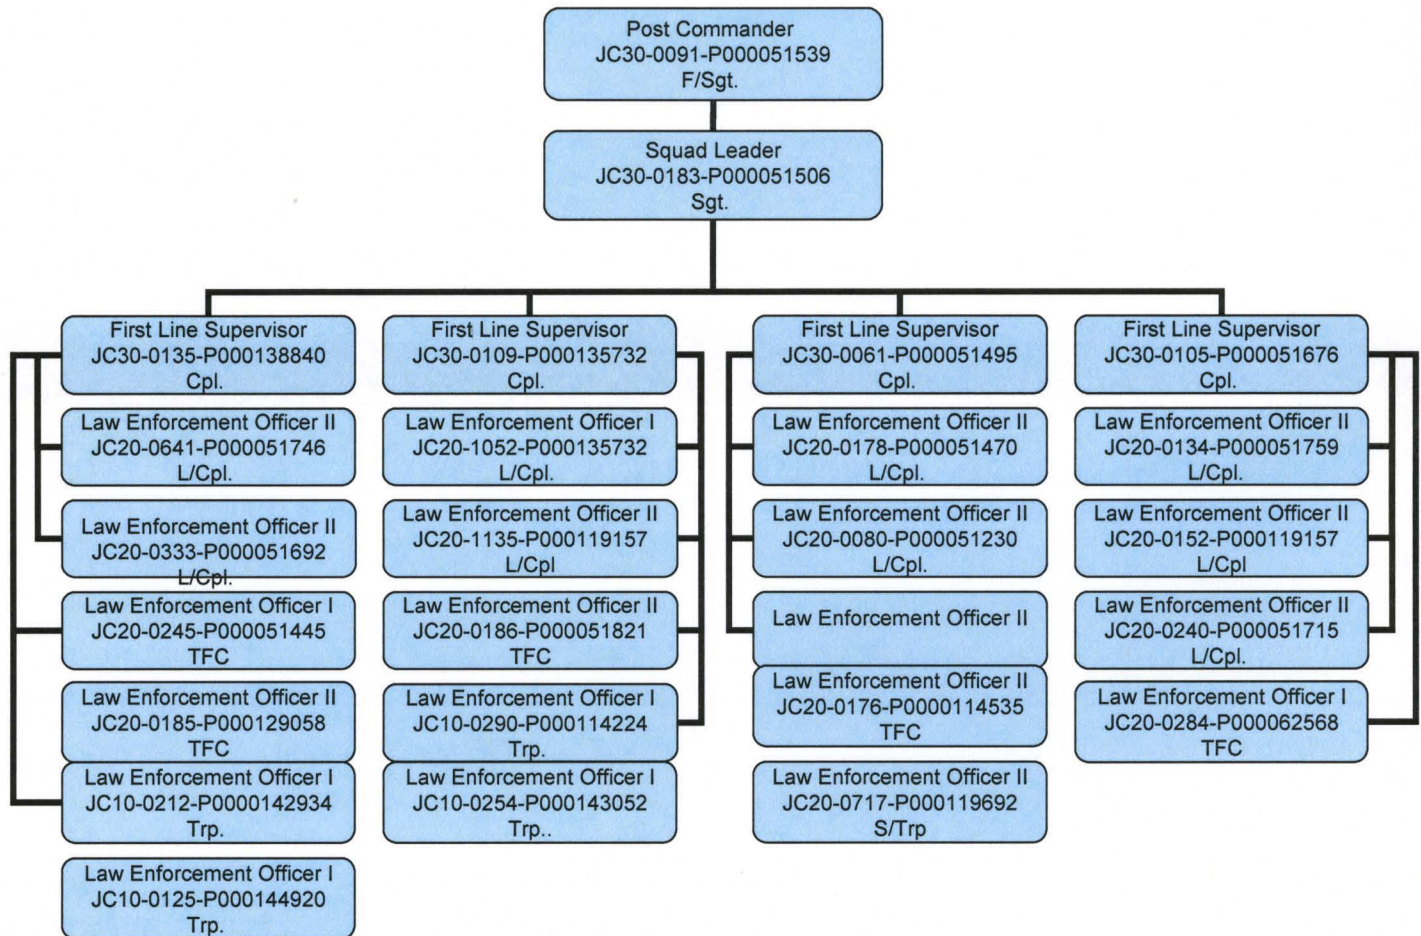 Post Commander
JC30-0091-P000051539
F/Sgt.
Squad Leader
JC30-0183-P000051506
Sgt.
First Line Supervisor
JC30-0135-P000138840
Cpl.
Law Enforcement Officer II
JC20-0641-P000051746
L/Cpl.
Law Enforcement Officer II
JC20-0333-P000051692
L/Cpl.
Law Enforcement Officer I
JC20-0245-P000051445
TFC
Law Enforcement Officer II
JC20-0185-P000129058
TFC
Law Enforcement Officer I
JC10-0212-P0000142934
Trp.
Law Enforcement Officer I
JC10-0125-P000144920
Trp.
First Line Supervisor
JC30-0109-P000135732
Cpl.
Law Enforcement Officer I
JC20-1052-P000135732
L/Cpl.
Law Enforcement Officer II
JC20-1135-P000119157
L/Cpl
Law Enforcement Officer II
JC20-0186-P000051821
TFC
Law Enforcement Officer I
JC10-0290-P000114224
Trp.
Law Enforcement Officer I
JC10-0254-P000143052
Trp..
First Line Supervisor
JC30-0061-P000051495
Cpl.
Law Enforcement Officer II
JC20-0178-P000051470
L/Cpl.
Law Enforcement Officer II
JC20-0080-P000051230
L/Cpl.
Law Enforcement Officer II
Law Enforcement Officer II
JC20-0176-P0000114535
TFC
Law Enforcement Officer II
JC20-0717-P000119692
S/Trp
First Line Supervisor
JC30-0105-P000051676
Cpl.
Law Enforcement Officer II
JC20-0134-P000051759
L/Cpl.
Law Enforcement Officer II
JC20-0152-P000119157
L/Cpl
Law Enforcement Officer II
JC20-0240-P000051715
L/Cpl.
Law Enforcement Officer I
JC20-0284-P000062568
TFC